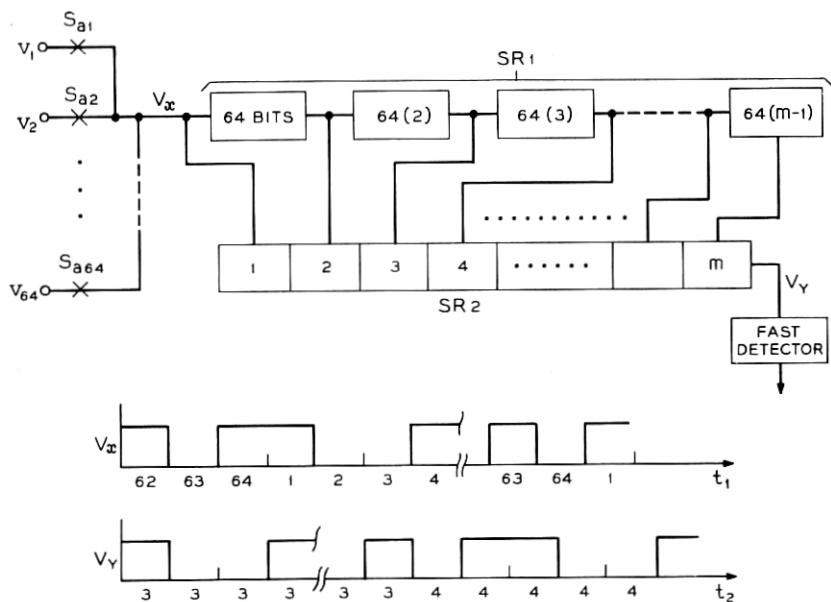 Sa1
V1
SR1
Sa2
V2
Vx
64 BITS
64(2)
64(3)
64(m-1)
Sa64
V64
1 2 3 4 m
SR2
VY
FAST
DETECTOR
Vx
62 63 64 1 2 3 4 63 64 1 t1
VY
3 3 3 3 3 3 4 4 4 4 4 t2